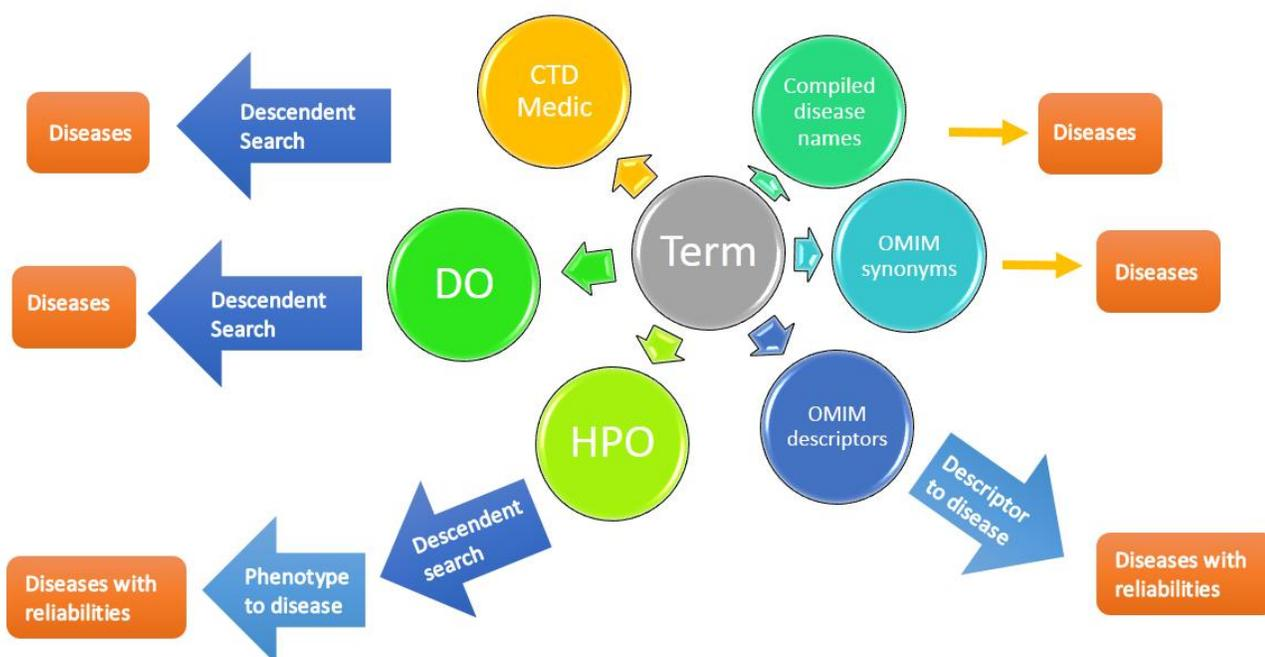 CTD
Medic
Compiled
disease
names
Diseases
Descendent
Search
Diseases
Term
OMIM
synonyms
Diseases
DO
Descendent
Search
Diseases
HPO
OMIM
descriptors
Descendent
search
Descriptor
to disease
Phenotype
to disease
Diseases with
reliabilities
Diseases with
reliabilities